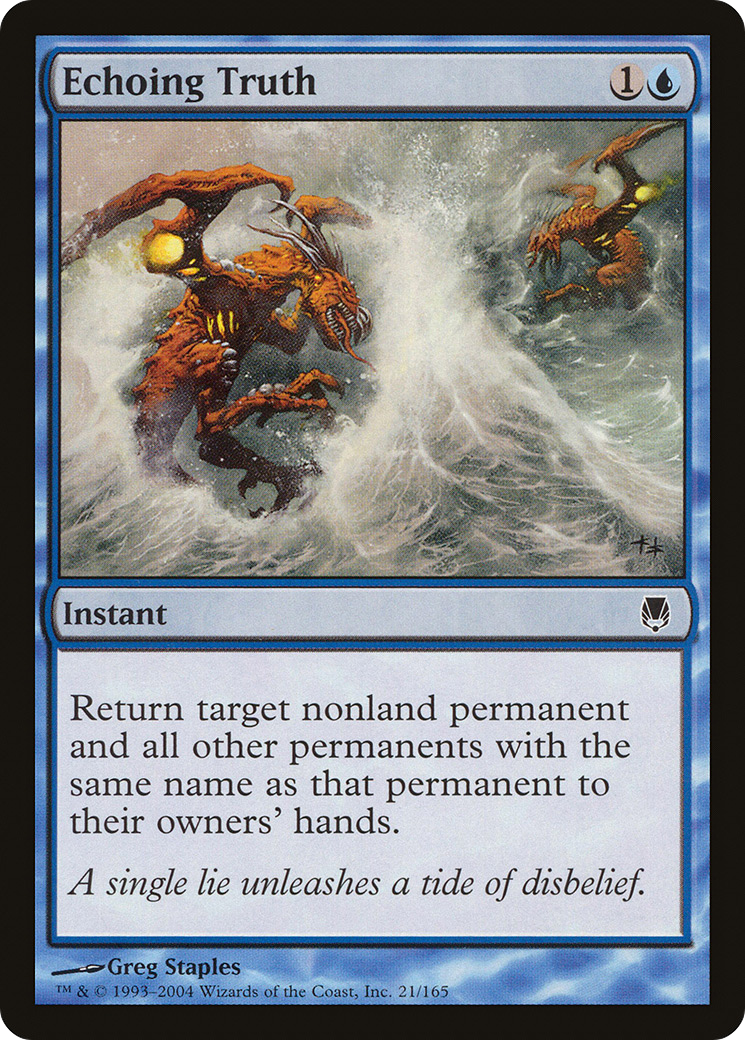 Echoing Truth 1
Instant
Return target nonland permanent
and all other permanents with the
same name as that permanent to
their owners' hands.
A single lie unleashes a tide of disbelief.
Greg Staples
™ & © 1993–2004 Wizards of the Coast, Inc. 21/165